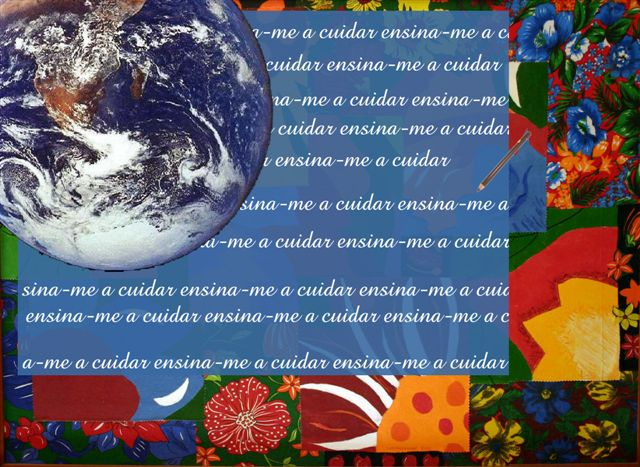 -me a cuidar ensina-me a c
cuidar ensina-me a cuidar
na-me a cuidar ensina-me
cuidar ensina-me a cuidar
ensina-me a cuidar
sina-me a cuidar ensina-me a
a-me a cuidar ensina-me a cuidar
sina-me a cuidar ensina-me a cuidar ensina-me a cuid
ensina-me a cuidar ensina-me a cuidar ensina-me a c
a-me a cuidar ensina-me a cuidar ensina-me a cuidar